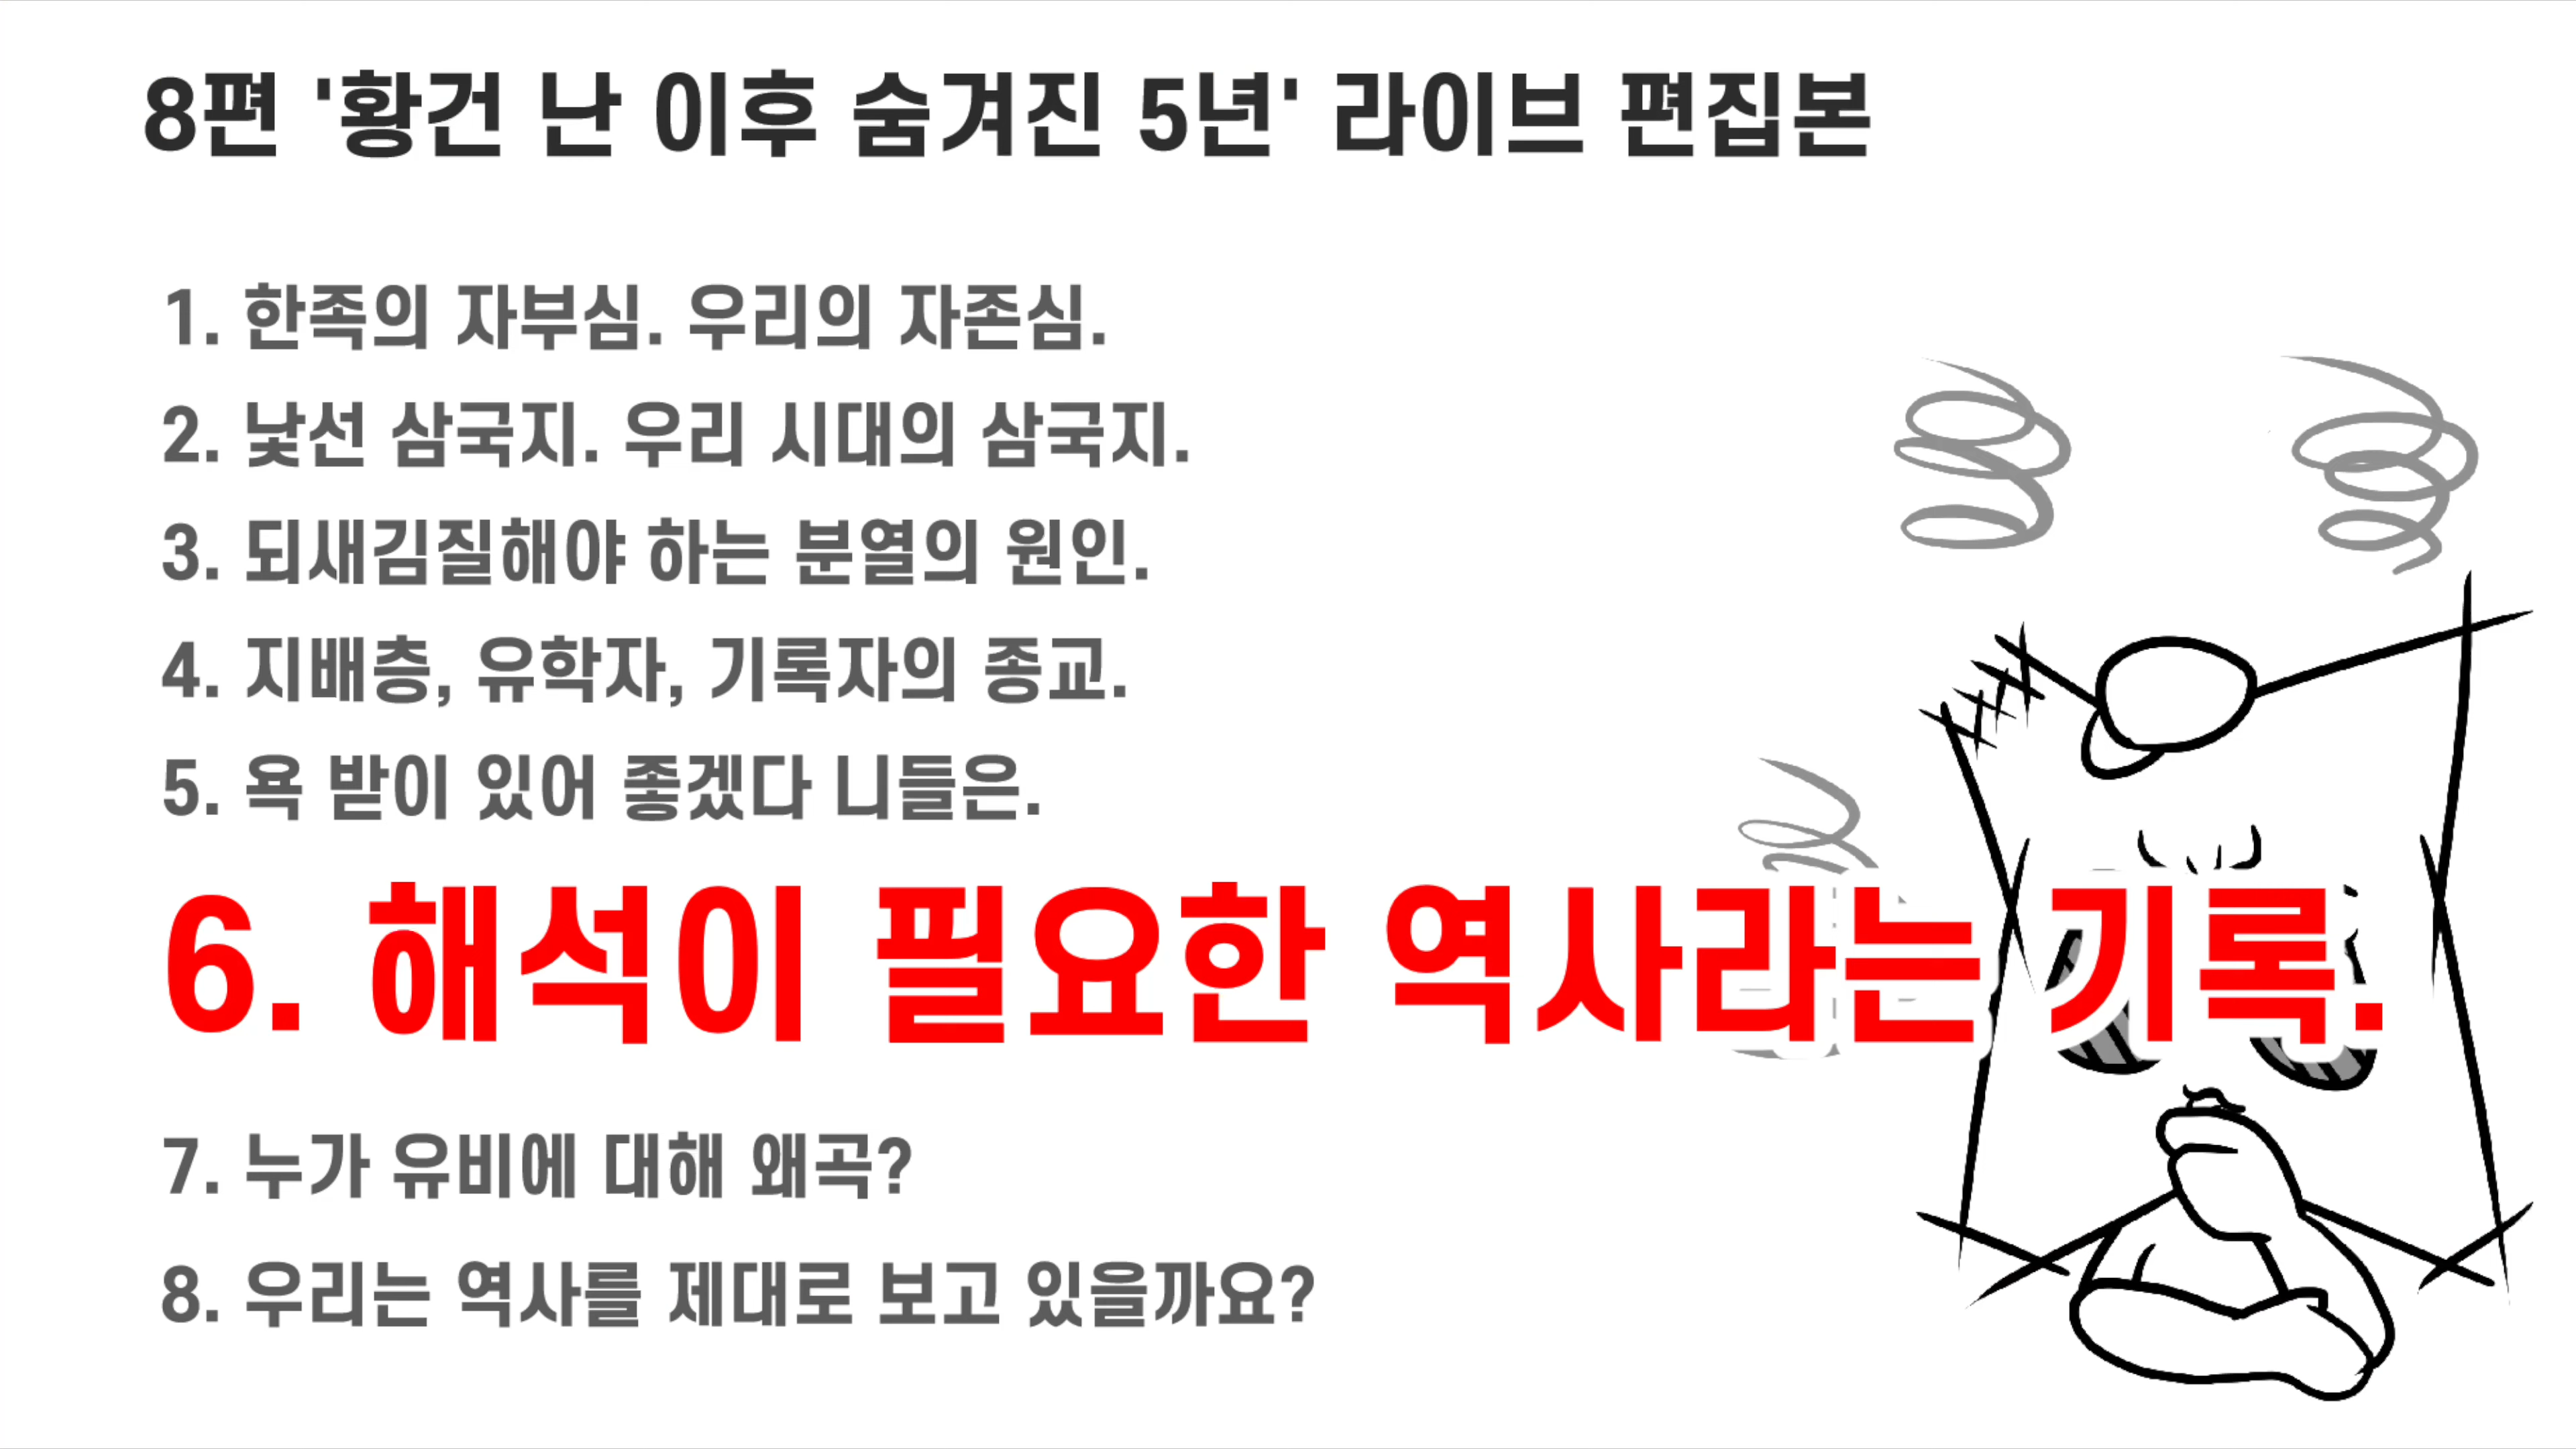 8편 '황건 난 이후 숨겨진 5년' 라이브 편집본
1. 한족의 자부심. 우리의 자존심.
2. 낯선 삼국지. 우리 시대의 삼국지.
3. 되새김질해야 하는 분열의 원인.
4. 지배층, 유학자, 기록자의 종교.
5. 욕 받이 있어 좋겠다 니들은.
6. 해석이 필요한 역사라는 기록.
7. 누가 유비에 대해 왜곡?
8. 우리는 역사를 제대로 보고 있을까요?